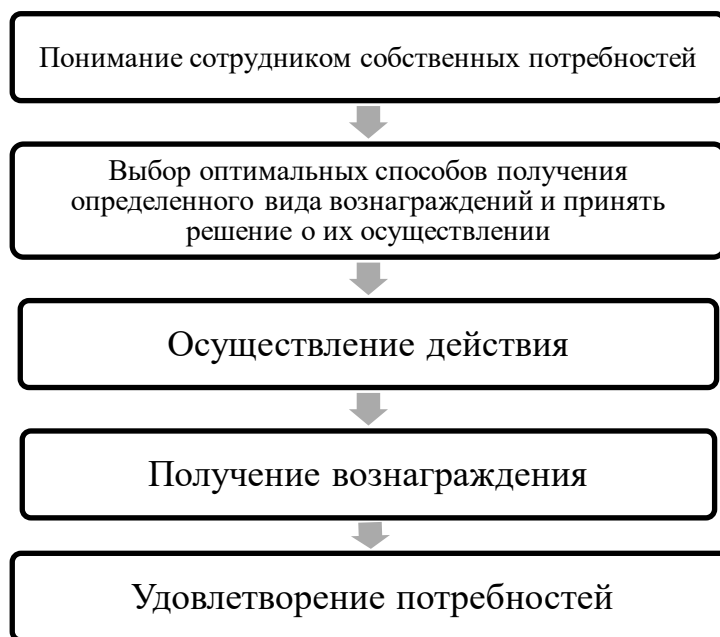 Понимание сотрудником собственных потребностей
Выбор оптимальных способов получения
определенного вида вознаграждений и принять
решение о их осуществлении
Осуществление действия
Получение вознаграждения
Удовлетворение потребностей